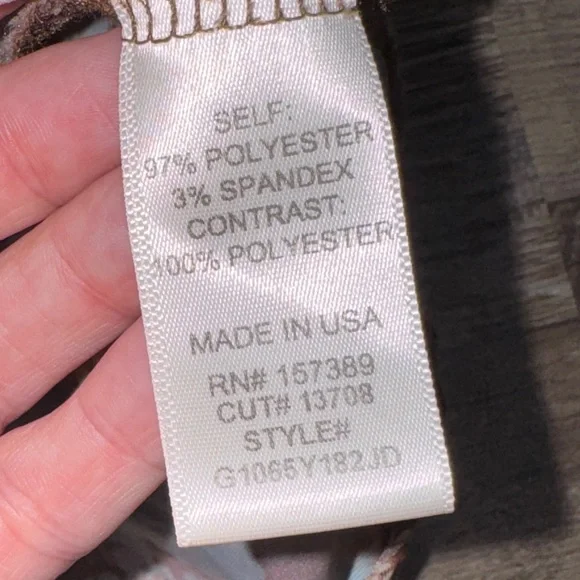 SELF:
97% POLYESTER
3% SPANDEX
CONTRAST:
100% POLYESTER
MADE IN USA
RN# 157389
CUT# 13708
STYLE#
G1065Y182JD